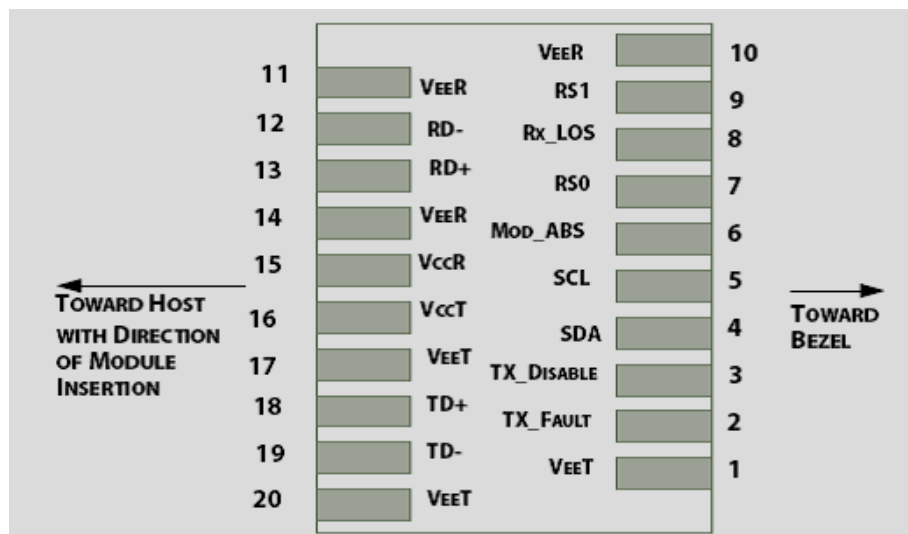 11 VEER
12 RD-
13 RD+
14 VEER
15 VCCR
16 VCCT
17 VEET
18 TD+
19 TD-
20 VEET
TOWARD HOST
WITH DIRECTION
OF MODULE
INSERTION
VEER 10
RS1 9
RX_LOS 8
RS0 7
MOD_ABS 6
SCL 5
SDA 4
TX_DISABLE 3
TX_FAULT 2
VEET 1
TOWARD
BEZEL